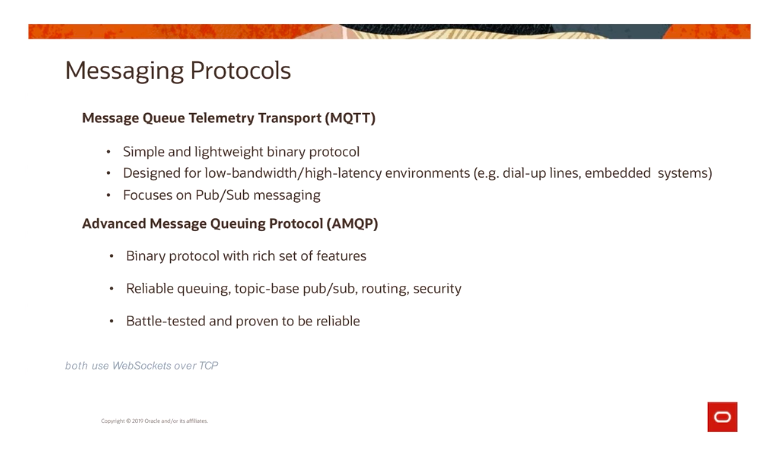 Messaging Protocols
Message Queue Telemetry Transport (MQTT)
• Simple and lightweight binary protocol
• Designed for low-bandwidth/high-latency environments (e.g. dial-up lines, embedded systems)
• Focuses on Pub/Sub messaging
Advanced Message Queuing Protocol (AMQP)
• Binary protocol with rich set of features
• Reliable queuing, topic-base pub/sub, routing, security
• Battle-tested and proven to be reliable
both use WebSockets over TCP
Copyright © 2019 Oracle and/or its affiliates.